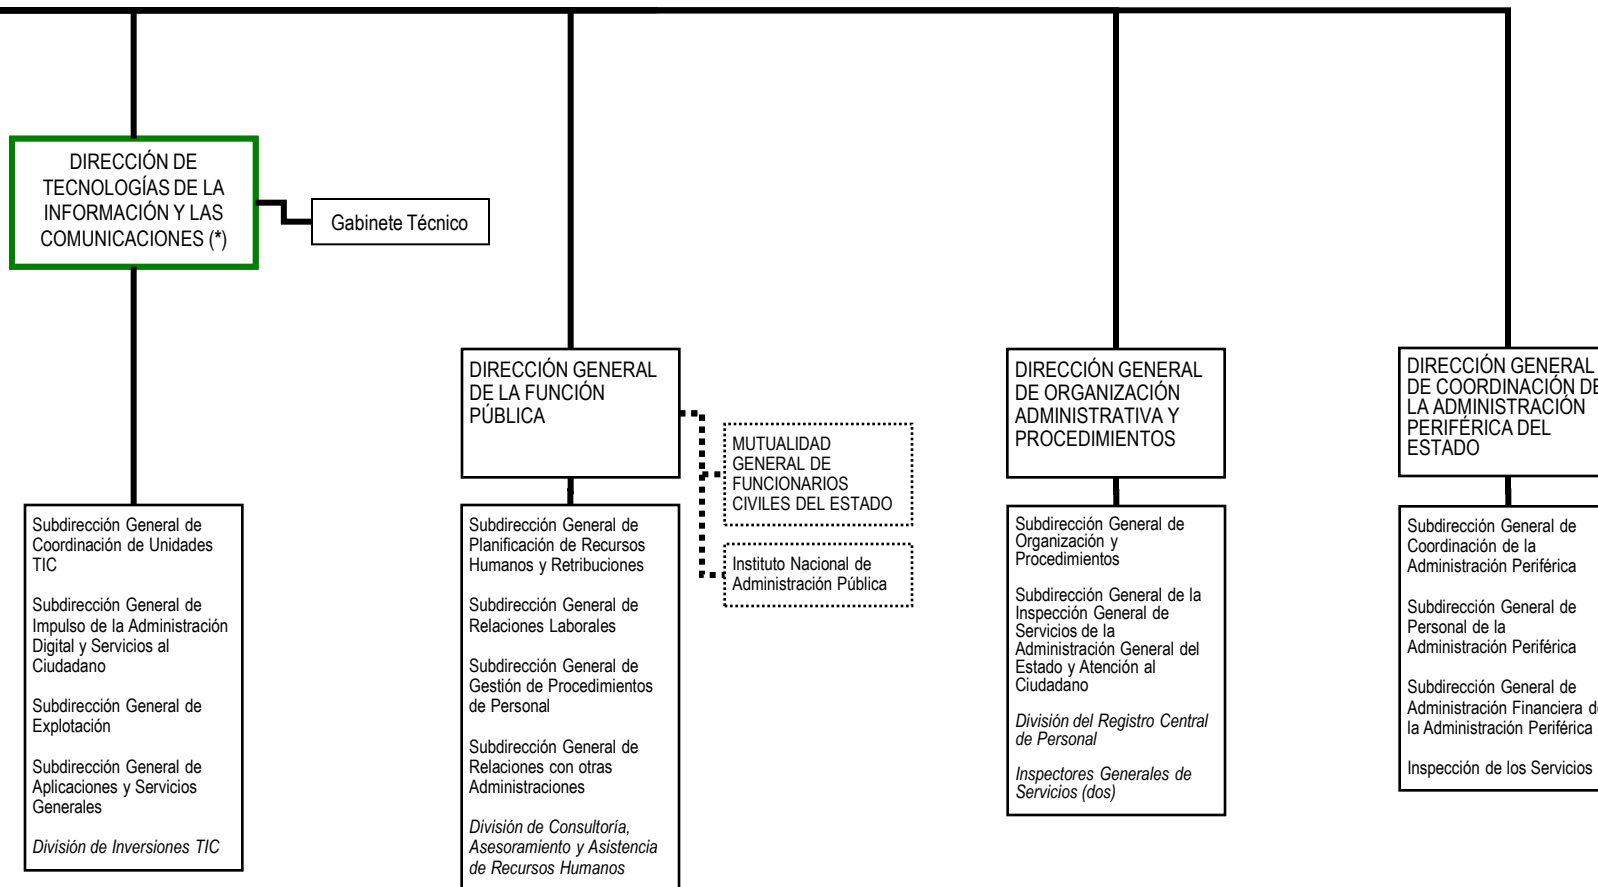 DIRECCIÓN DE
TECNOLOGÍAS DE LA
INFORMACIÓN Y LAS
COMUNICACIONES (*)
Gabinete Técnico
Subdirección General de
Coordinación de Unidades
TIC
Subdirección General de
Impulso de la Administración
Digital y Servicios al
Ciudadano
Subdirección General de
Explotación
Subdirección General de
Aplicaciones y Servicios
Generales
División de Inversiones TIC
DIRECCIÓN GENERAL
DE LA FUNCIÓN
PÚBLICA
MUTUALIDAD
GENERAL DE
FUNCIONARIOS
CIVILES DEL ESTADO
Instituto Nacional de
Administración Pública
Subdirección General de
Planificación de Recursos
Humanos y Retribuciones
Subdirección General de
Relaciones Laborales
Subdirección General de
Gestión de Procedimientos
de Personal
Subdirección General de
Relaciones con otras
Administraciones
División de Consultoría,
Asesoramiento y Asistencia
de Recursos Humanos
DIRECCIÓN GENERAL
DE ORGANIZACIÓN
ADMINISTRATIVA Y
PROCEDIMIENTOS
Subdirección General de
Organización y
Procedimientos
Subdirección General de la
Inspección General de
Servicios de la
Administración General del
Estado y Atención al
Ciudadano
División del Registro Central
de Personal
Inspectores Generales de
Servicios (dos)
DIRECCIÓN GENERAL
DE COORDINACIÓN DE
LA ADMINISTRACIÓN
PERIFÉRICA DEL
ESTADO
Subdirección General de
Coordinación de la
Administración Periférica
Subdirección General de
Personal de la
Administración Periférica
Subdirección General de
Administración Financiera de
la Administración Periférica
Inspección de los Servicios